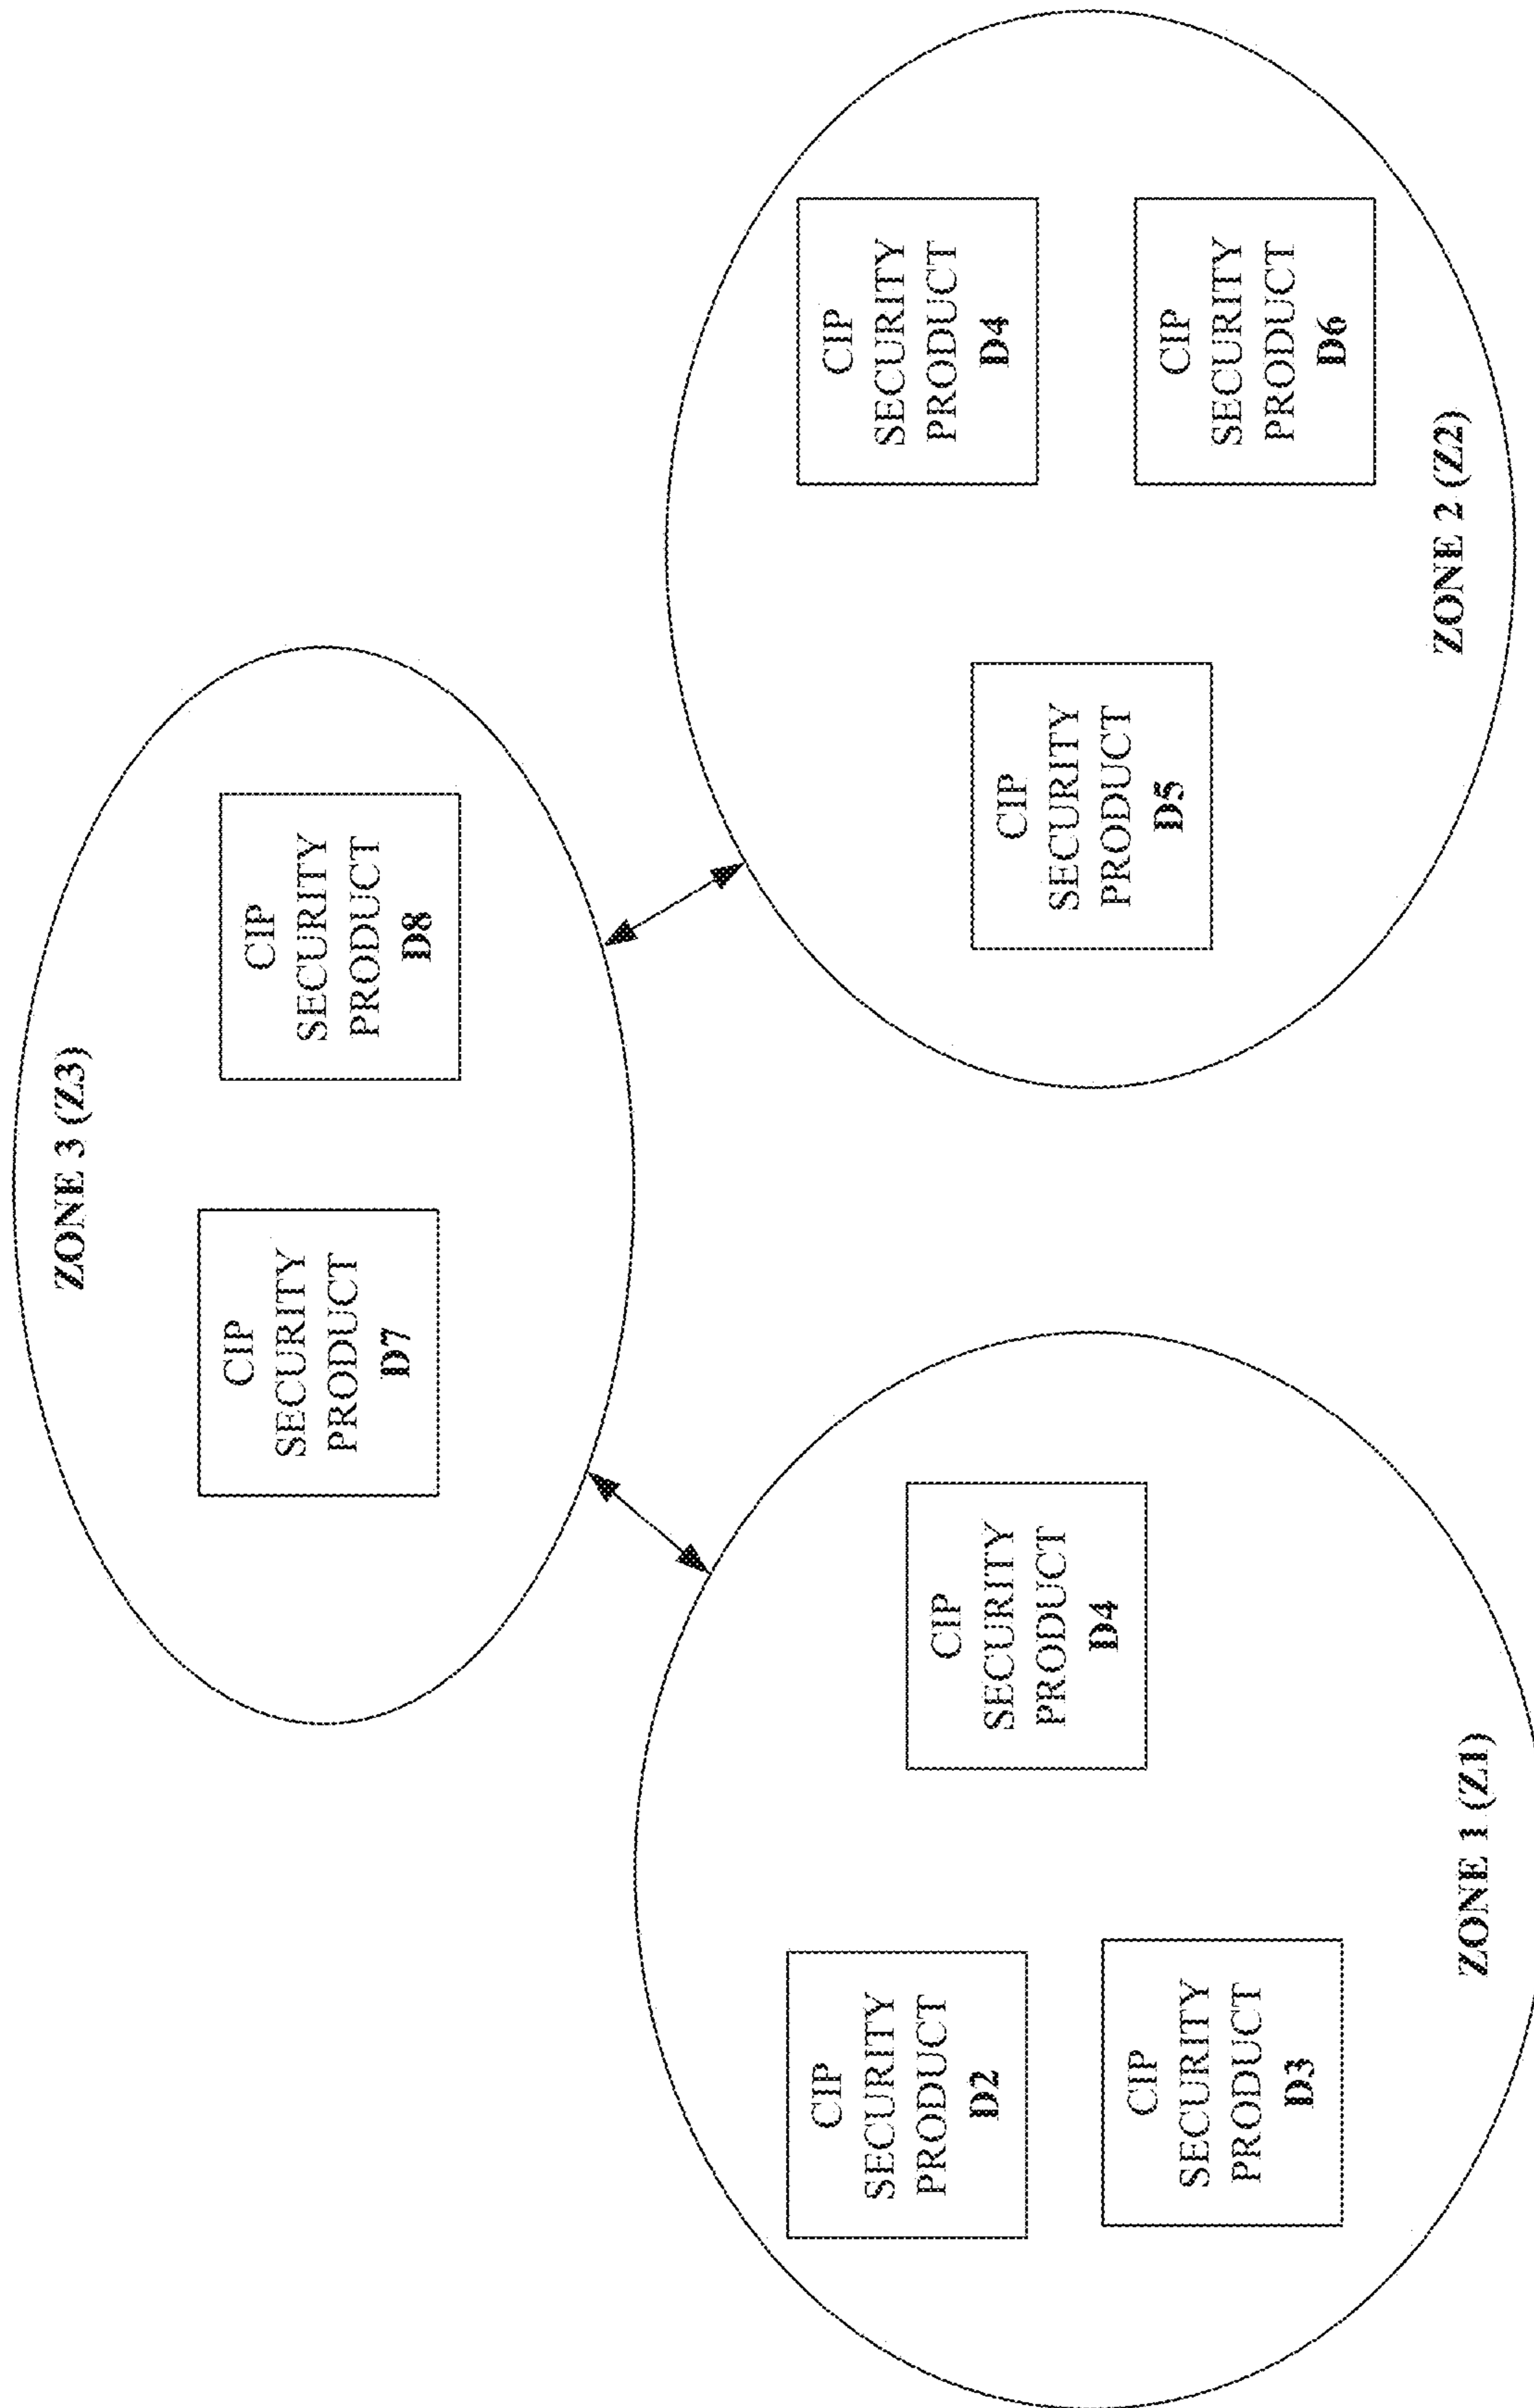 ZONE 3 (Z3)
CIP
SECURITY
PRODUCT
D7
CIP
SECURITY
PRODUCT
D8
CIP
SECURITY
PRODUCT
D2
CIP
SECURITY
PRODUCT
D4
CIP
SECURITY
PRODUCT
D3
ZONE 1 (Z1)
CIP
SECURITY
PRODUCT
D4
CIP
SECURITY
PRODUCT
D5
CIP
SECURITY
PRODUCT
D6
ZONE 2 (Z2)